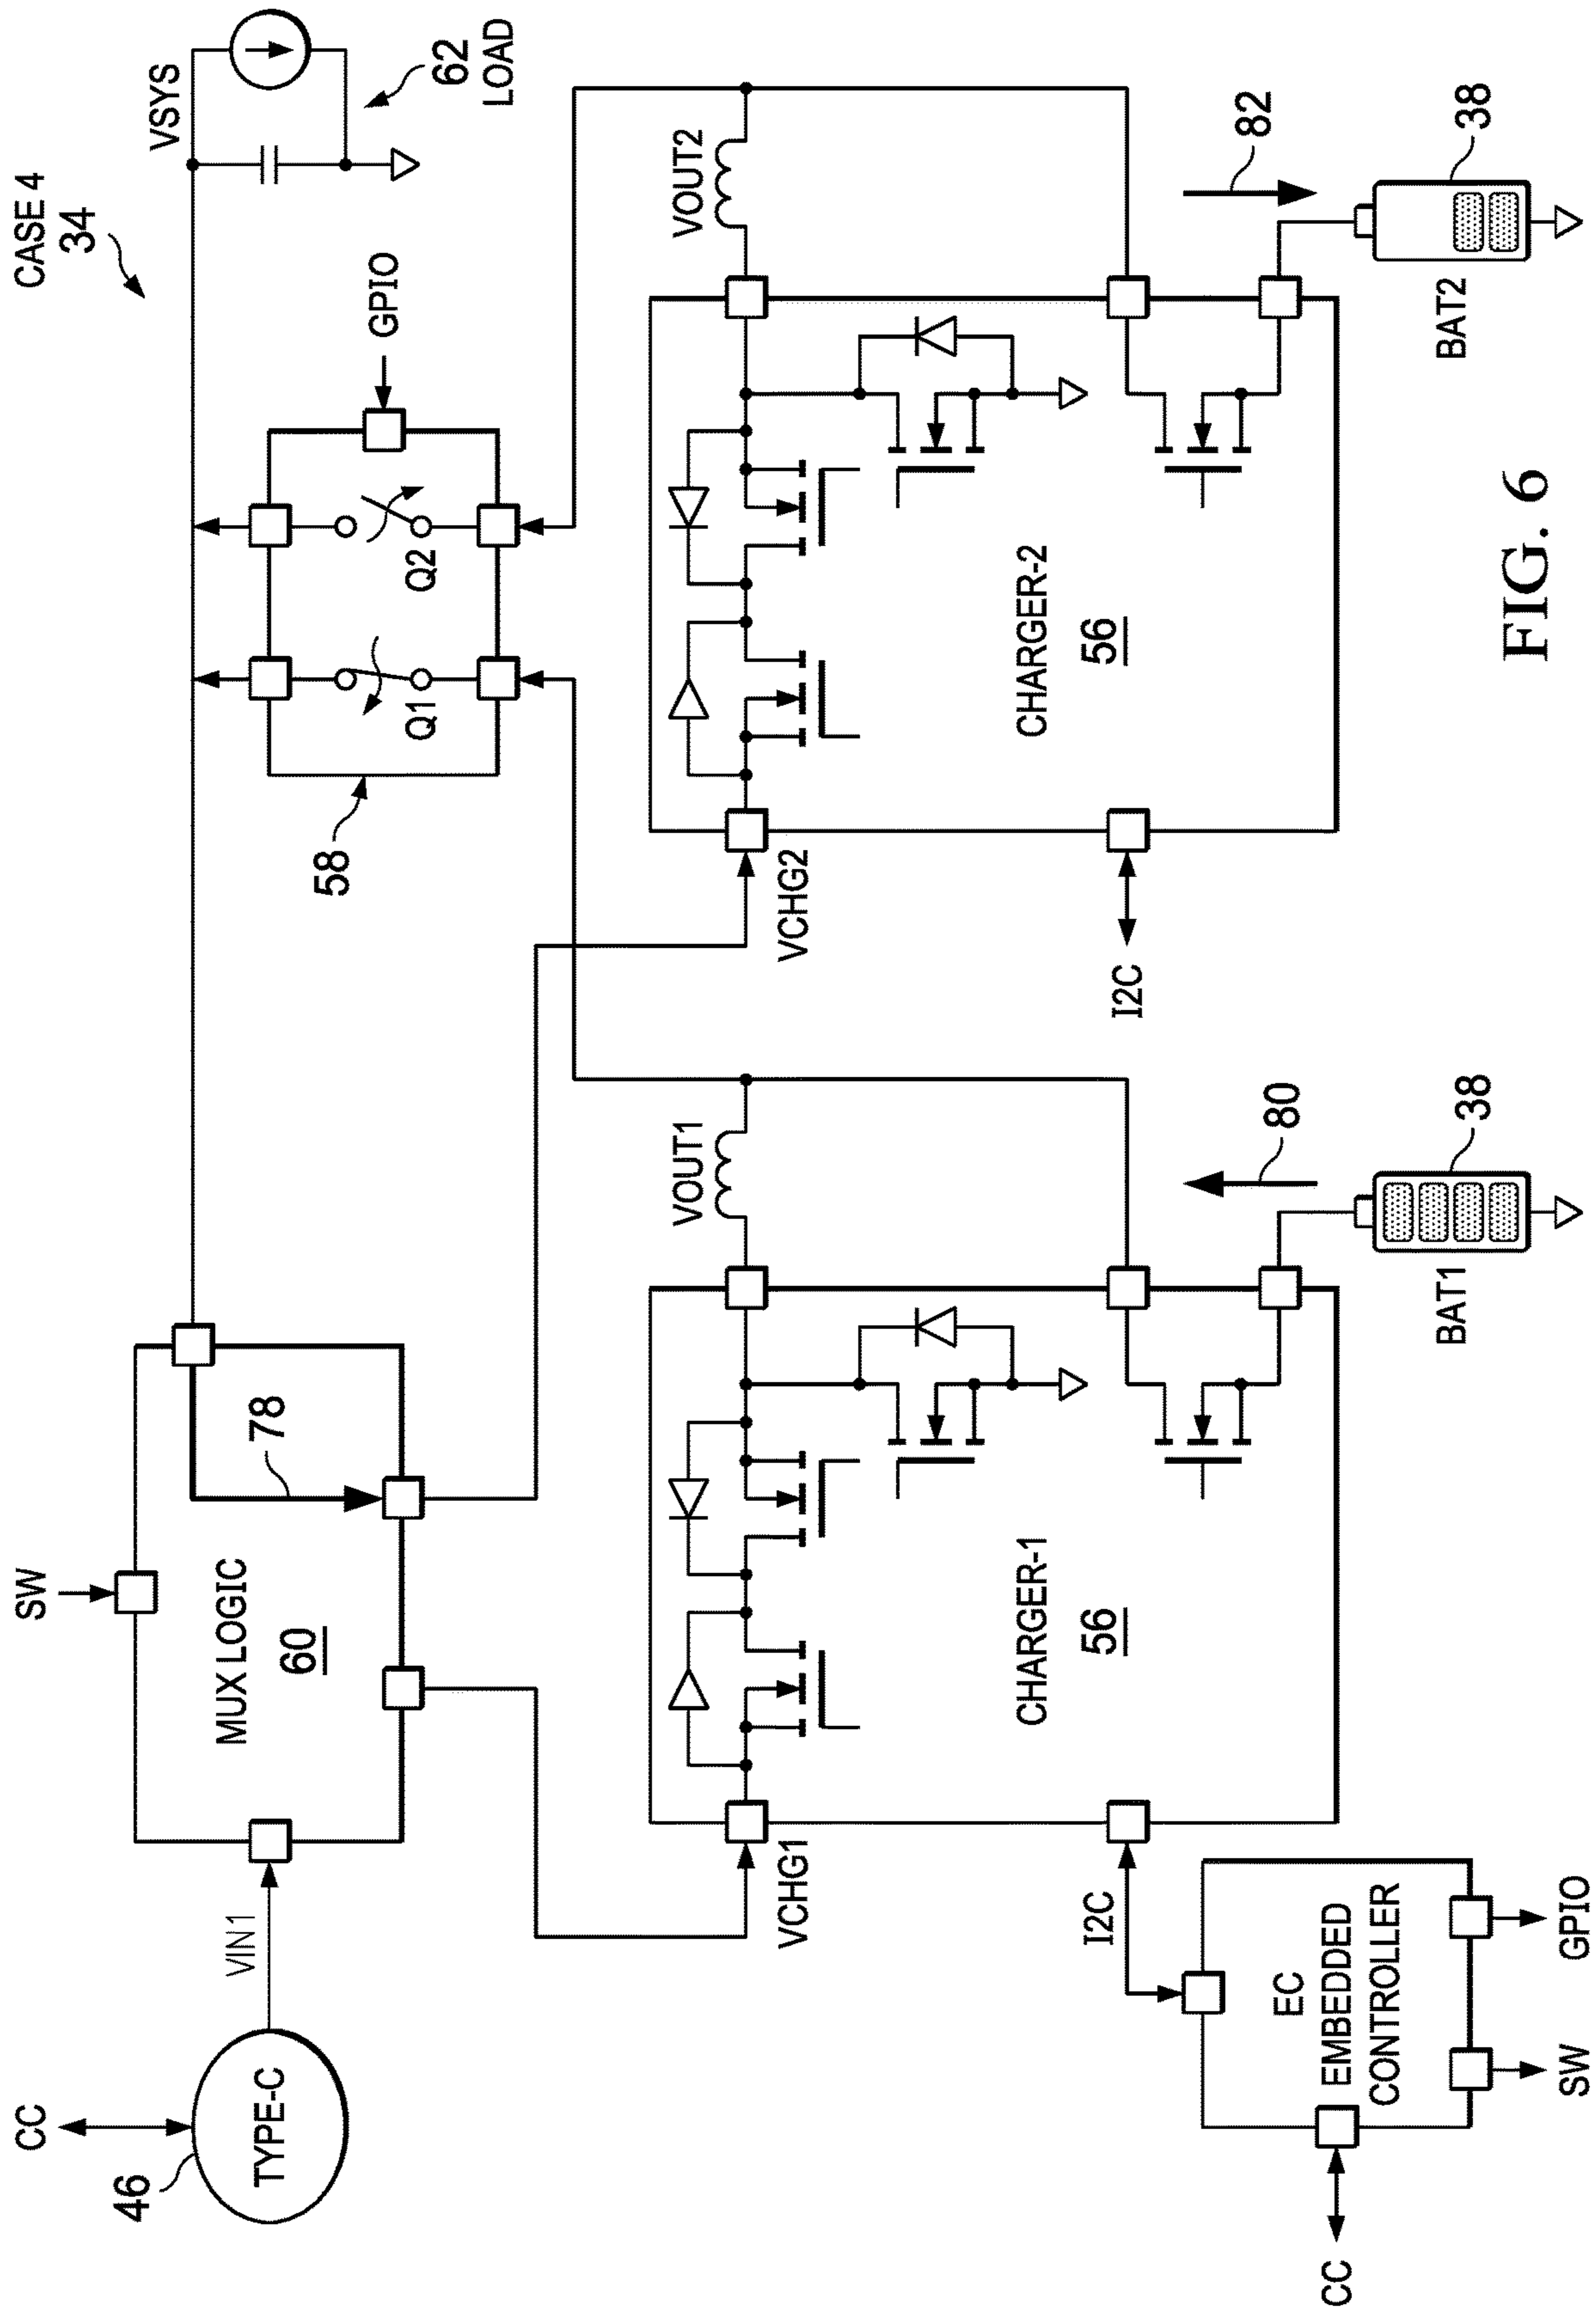 CASE 4
34
CC
46
TYPE-C
VIN1
SW
MUX LOGIC
60
78
VSYS
62
LOAD
58
Q1
Q2
GPIO
VCHG1
VOUT1
CHARGER-1
56
I2C
80
BAT1
38
VCHG2
VOUT2
CHARGER-2
56
I2C
82
BAT2
38
EC
EMBEDDED
CONTROLLER
CC
SW
GPIO
FIG. 6